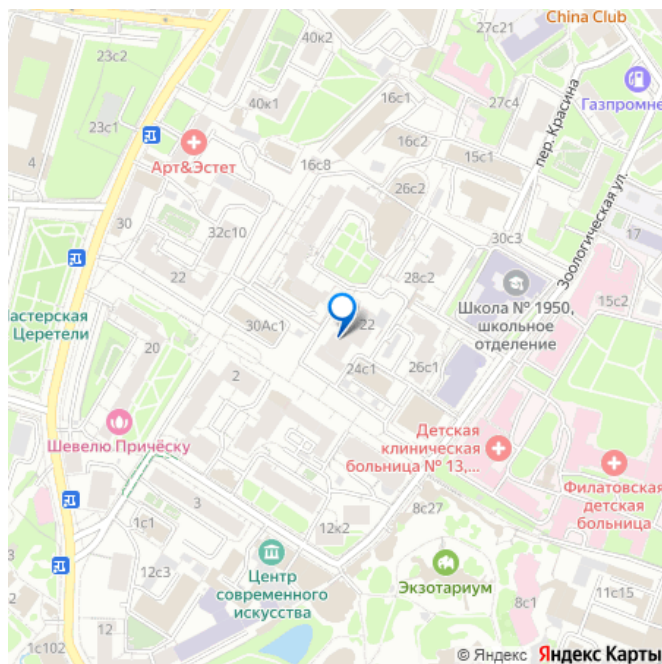 China Club
27с21
23с2
40к2
Газпромне
27с4
16с1
40к1
23с1
пер. Красина
4
16с2
15с1
Арт&Эстет
16с8
26с2
Зоологическая ул.
30
32с10
30с3
17
22
28с2
Школа № 1950,
школьное
отделение
15с2
Мастерская
Церетели
30Ас1
22
20
24с1
26с1
2
Шевелю Причёску
Детская
клиническая
больница № 13,...
Филатовская
детская
больница
3
8с27
1с1
12к2
Центр
современного
искусства
Экзотариум
12с3
11с15
8с1
12
1с102
© Яндекс Яндекс Карты